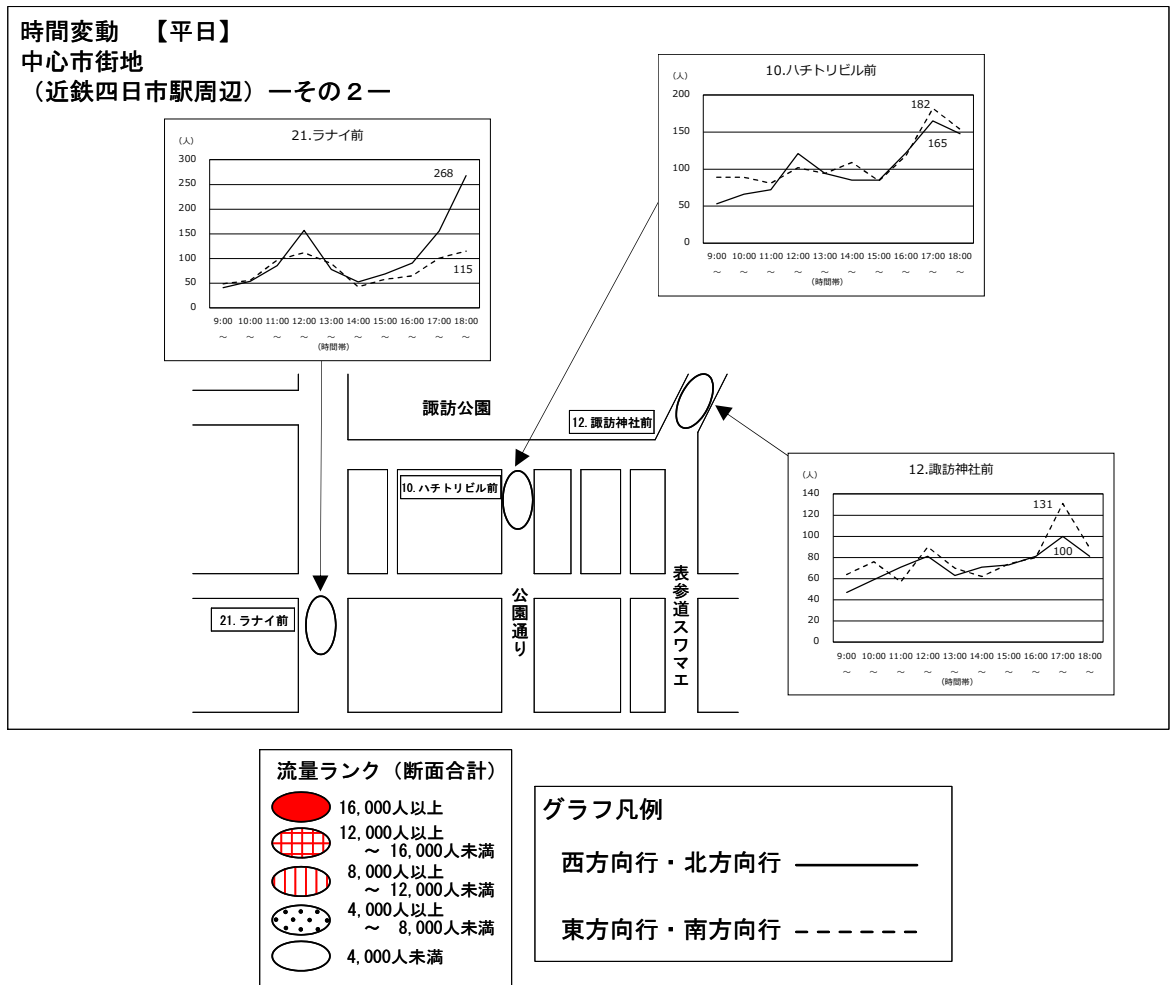 時間変動 【平日】
中心市街地
（近鉄四日市駅周辺）ーその２ー
21.ラナイ前
（人）
300
250
200
150
100
50
0
268
115
9:00 10:00 11:00 12:00 13:00 14:00 15:00 16:00 17:00 18:00
～ ～ ～ ～ ～ ～ ～ ～ ～ ～
（時間帯）
10.ハチトリビル前
（人）
200
150
100
50
0
182
165
9:00 10:00 11:00 12:00 13:00 14:00 15:00 16:00 17:00 18:00
～ ～ ～ ～ ～ ～ ～ ～ ～ ～
（時間帯）
諏訪公園
12.諏訪神社前
10.ハチトリビル前
21.ラナイ前
公園通り
表参道スワマエ
12.諏訪神社前
（人）
140
120
100
80
60
40
20
0
131
100
9:00 10:00 11:00 12:00 13:00 14:00 15:00 16:00 17:00 18:00
～ ～ ～ ～ ～ ～ ～ ～ ～ ～
（時間帯）
流量ランク（断面合計）
16,000人以上
12,000人以上
～ 16,000人未満
8,000人以上
～ 12,000人未満
4,000人以上
～ 8,000人未満
4,000人未満
グラフ凡例
西方向行・北方向行
東方向行・南方向行